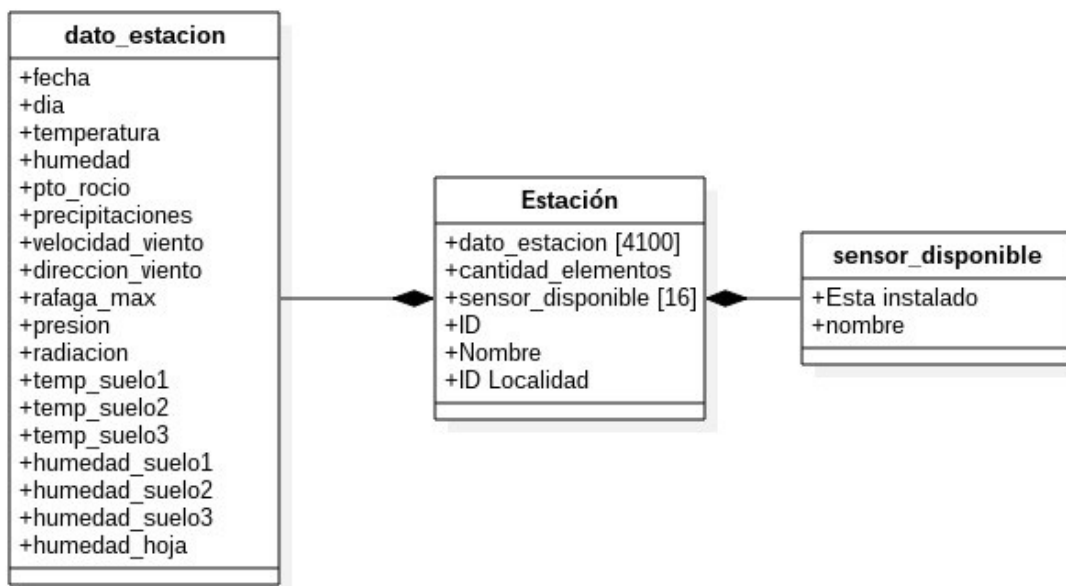 dato_estacion
+fecha
+dia
+temperatura
+humedad
+pto_rocio
+precipitaciones
+velocidad_viento
+direccion_viento
+rafaga_max
+presion
+radiacion
+temp_suelo1
+temp_suelo2
+temp_suelo3
+humedad_suelo1
+humedad_suelo2
+humedad_suelo3
+humedad_hoja
Estación
+dato_estacion [4100]
+cantidad_elementos
+sensor_disponible [16]
+ID
+Nombre
+ID Localidad
sensor_disponible
+Esta instalado
+nombre